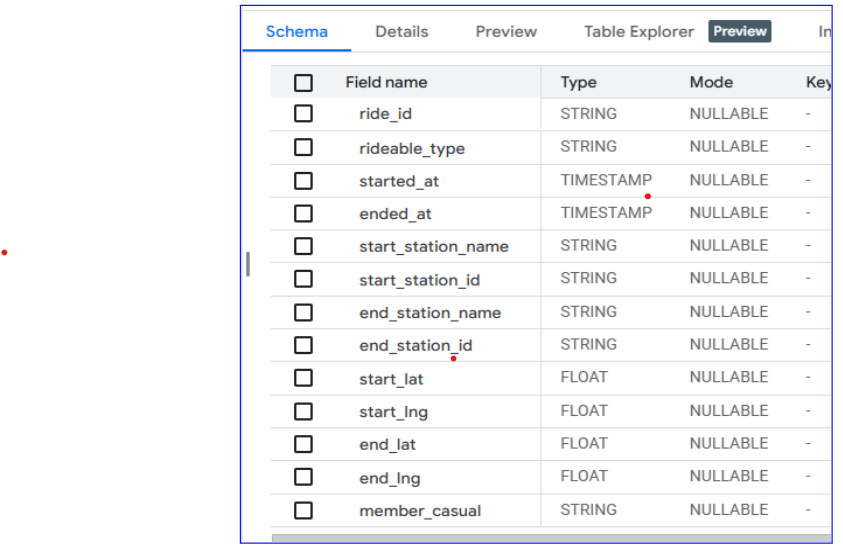 Schema Details Preview Table Explorer Preview In
Field name Type Mode Key
ride_id STRING NULLABLE -
rideable_type STRING NULLABLE -
started_at TIMESTAMP NULLABLE -
ended_at TIMESTAMP NULLABLE -
start_station_name STRING NULLABLE -
start_station_id STRING NULLABLE -
end_station_name STRING NULLABLE -
end_station_id STRING NULLABLE -
start_lat FLOAT NULLABLE -
start_lng FLOAT NULLABLE -
end_lat FLOAT NULLABLE -
end_lng FLOAT NULLABLE -
member_casual STRING NULLABLE -